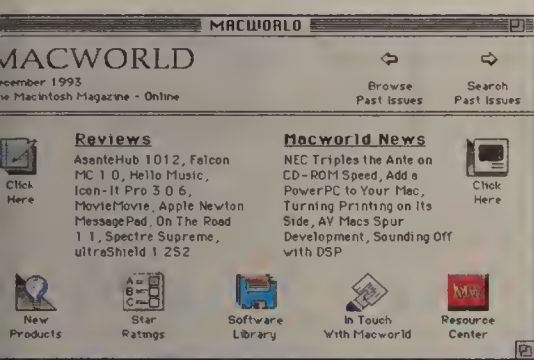 MACWORLD
MACWORLD
ecember 1993
he Macintosh Magazine - Online
Browse
Past Issues
Search
Past Issues
Reviews
AsanteHub 1012, Falcon
MC 1 0, Hello Music,
Icon-It Pro 3 0 6,
MovieMovie, Apple Newton
MessagePad, On The Road
1 1, Spectre Supreme,
ultraShield 1 2S2
Click
Here
Macworld News
NEC Triples the Ante on
CD-ROM Speed, Add a
PowerPC to Your Mac,
Turning Printing on Its
Side, AV Macs Spur
Development, Sounding Off
with DSP
Click
Here
New
Products
A
B
C
Star
Ratings
Software
Library
In Touch
With Macworld
MW
Resource
Center